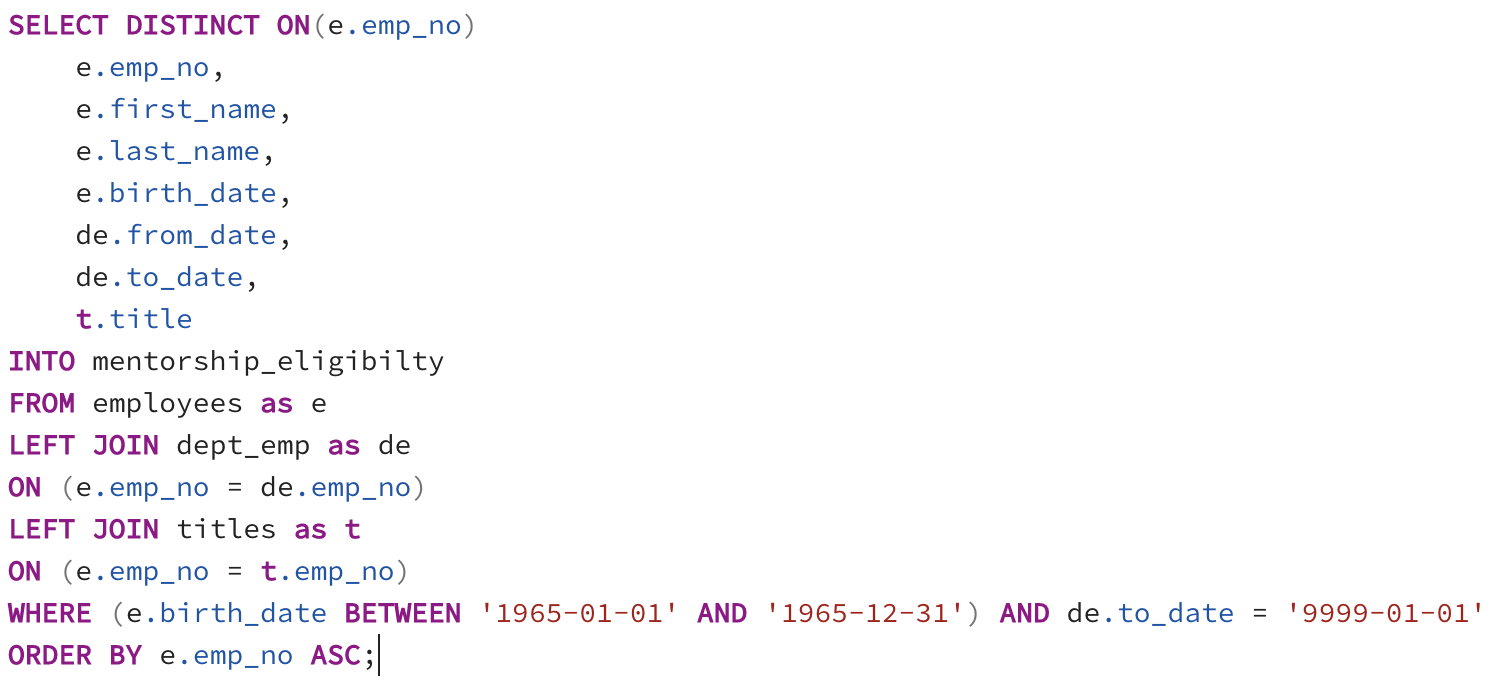 SELECT DISTINCT ON(e.emp_no)
    e.emp_no,
    e.first_name,
    e.last_name,
    e.birth_date,
    de.from_date,
    de.to_date,
    t.title
INTO mentorship_eligibilty
FROM employees as e
LEFT JOIN dept_emp as de
ON (e.emp_no = de.emp_no)
LEFT JOIN titles as t
ON (e.emp_no = t.emp_no)
WHERE (e.birth_date BETWEEN '1965-01-01' AND '1965-12-31') AND de.to_date = '9999-01-01'
ORDER BY e.emp_no ASC;